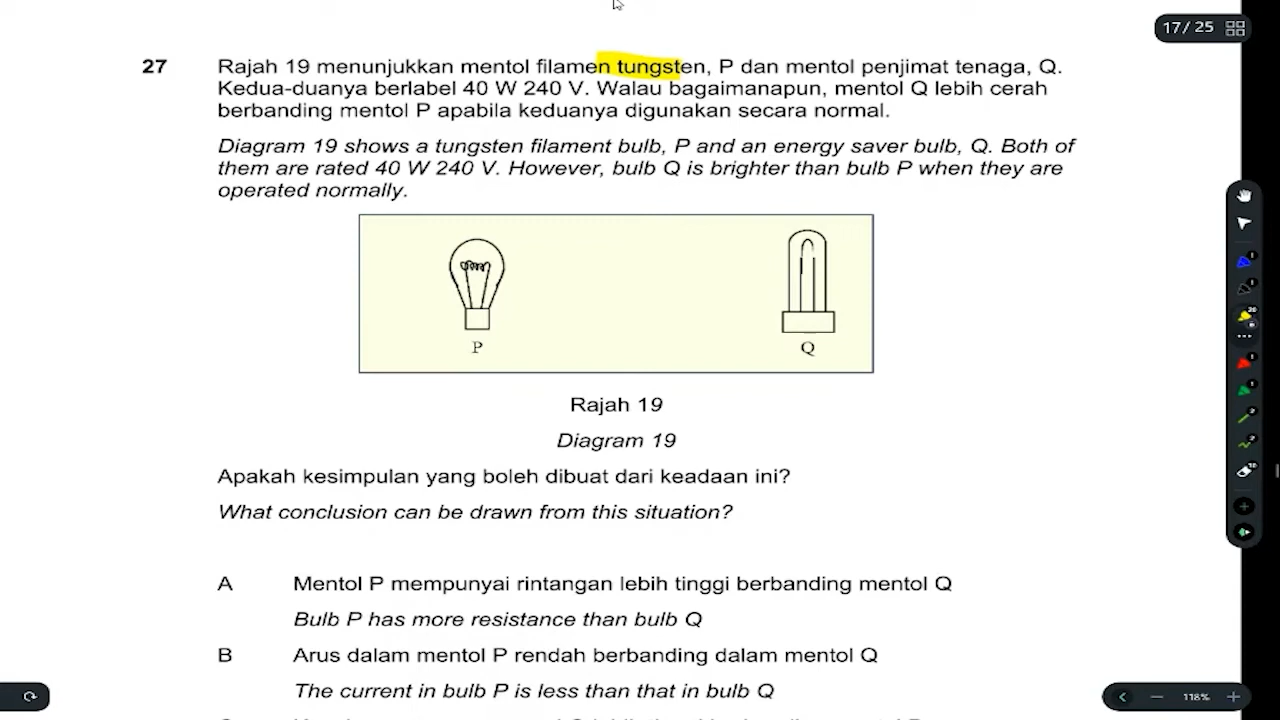 17/ 25
27 Rajah 19 menunjukkan mentol filamen tungsten, P dan mentol penjimat tenaga, Q.
Kedua-duanya berlabel 40 W 240 V. Walau bagaimanapun, mentol Q lebih cerah
berbanding mentol P apabila keduanya digunakan secara normal.
Diagram 19 shows a tungsten filament bulb, P and an energy saver bulb, Q. Both of
them are rated 40 W 240 V. However, bulb Q is brighter than bulb P when they are
operated normally.
P Q
Rajah 19
Diagram 19
Apakah kesimpulan yang boleh dibuat dari keadaan ini?
What conclusion can be drawn from this situation?
A Mentol P mempunyai rintangan lebih tinggi berbanding mentol Q
Bulb P has more resistance than bulb Q
B Arus dalam mentol P rendah berbanding dalam mentol Q
The current in bulb P is less than that in bulb Q
118%